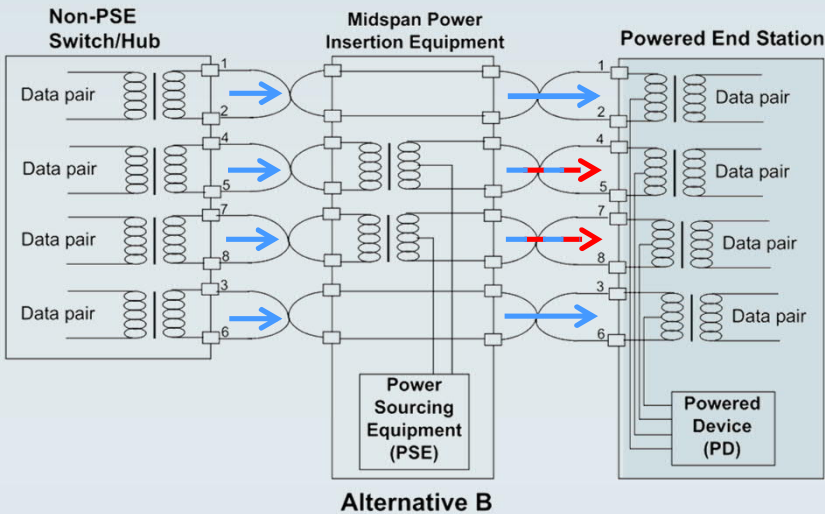 Non-PSE
Switch/Hub
Midspan Power
Insertion Equipment
Powered End Station
1
1
Data pair
Data pair
2
2
4
4
Data pair
Data pair
5
5
7
7
Data pair
Data pair
8
8
3
3
Data pair
Data pair
6
6
Power
Sourcing
Equipment
(PSE)
Powered
Device
(PD)
Alternative B